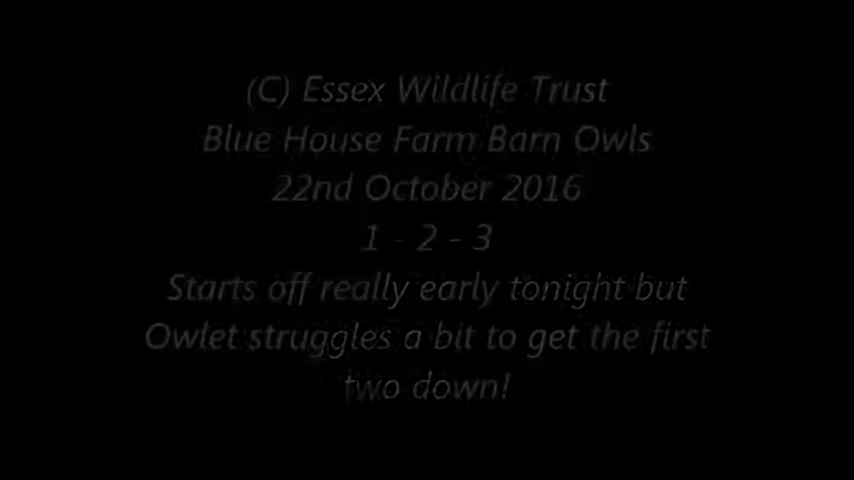 (C) Essex Wildlife Trust
Blue House Farm Barn Owls
22nd October 2016
1 - 2 - 3
Starts off really early tonight but
Owlet struggles a bit to get the first
two down!